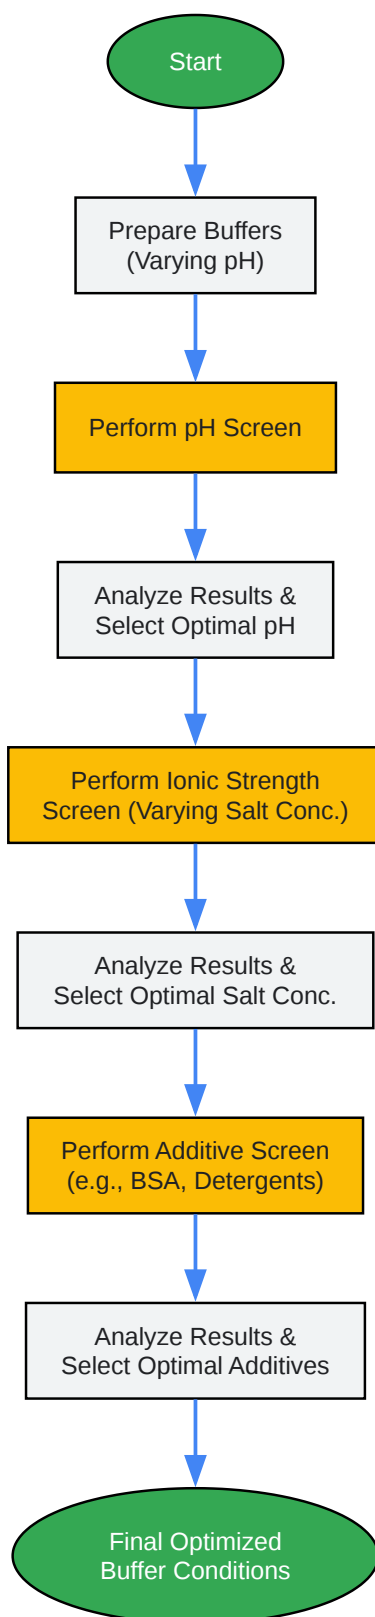 Start
Prepare Buffers
(Varying pH)
Perform pH Screen
Analyze Results &
Select Optimal pH
Perform Ionic Strength
Screen (Varying Salt Conc.)
Analyze Results &
Select Optimal Salt Conc.
Perform Additive Screen
(e.g., BSA, Detergents)
Analyze Results &
Select Optimal Additives
Final Optimized
Buffer Conditions